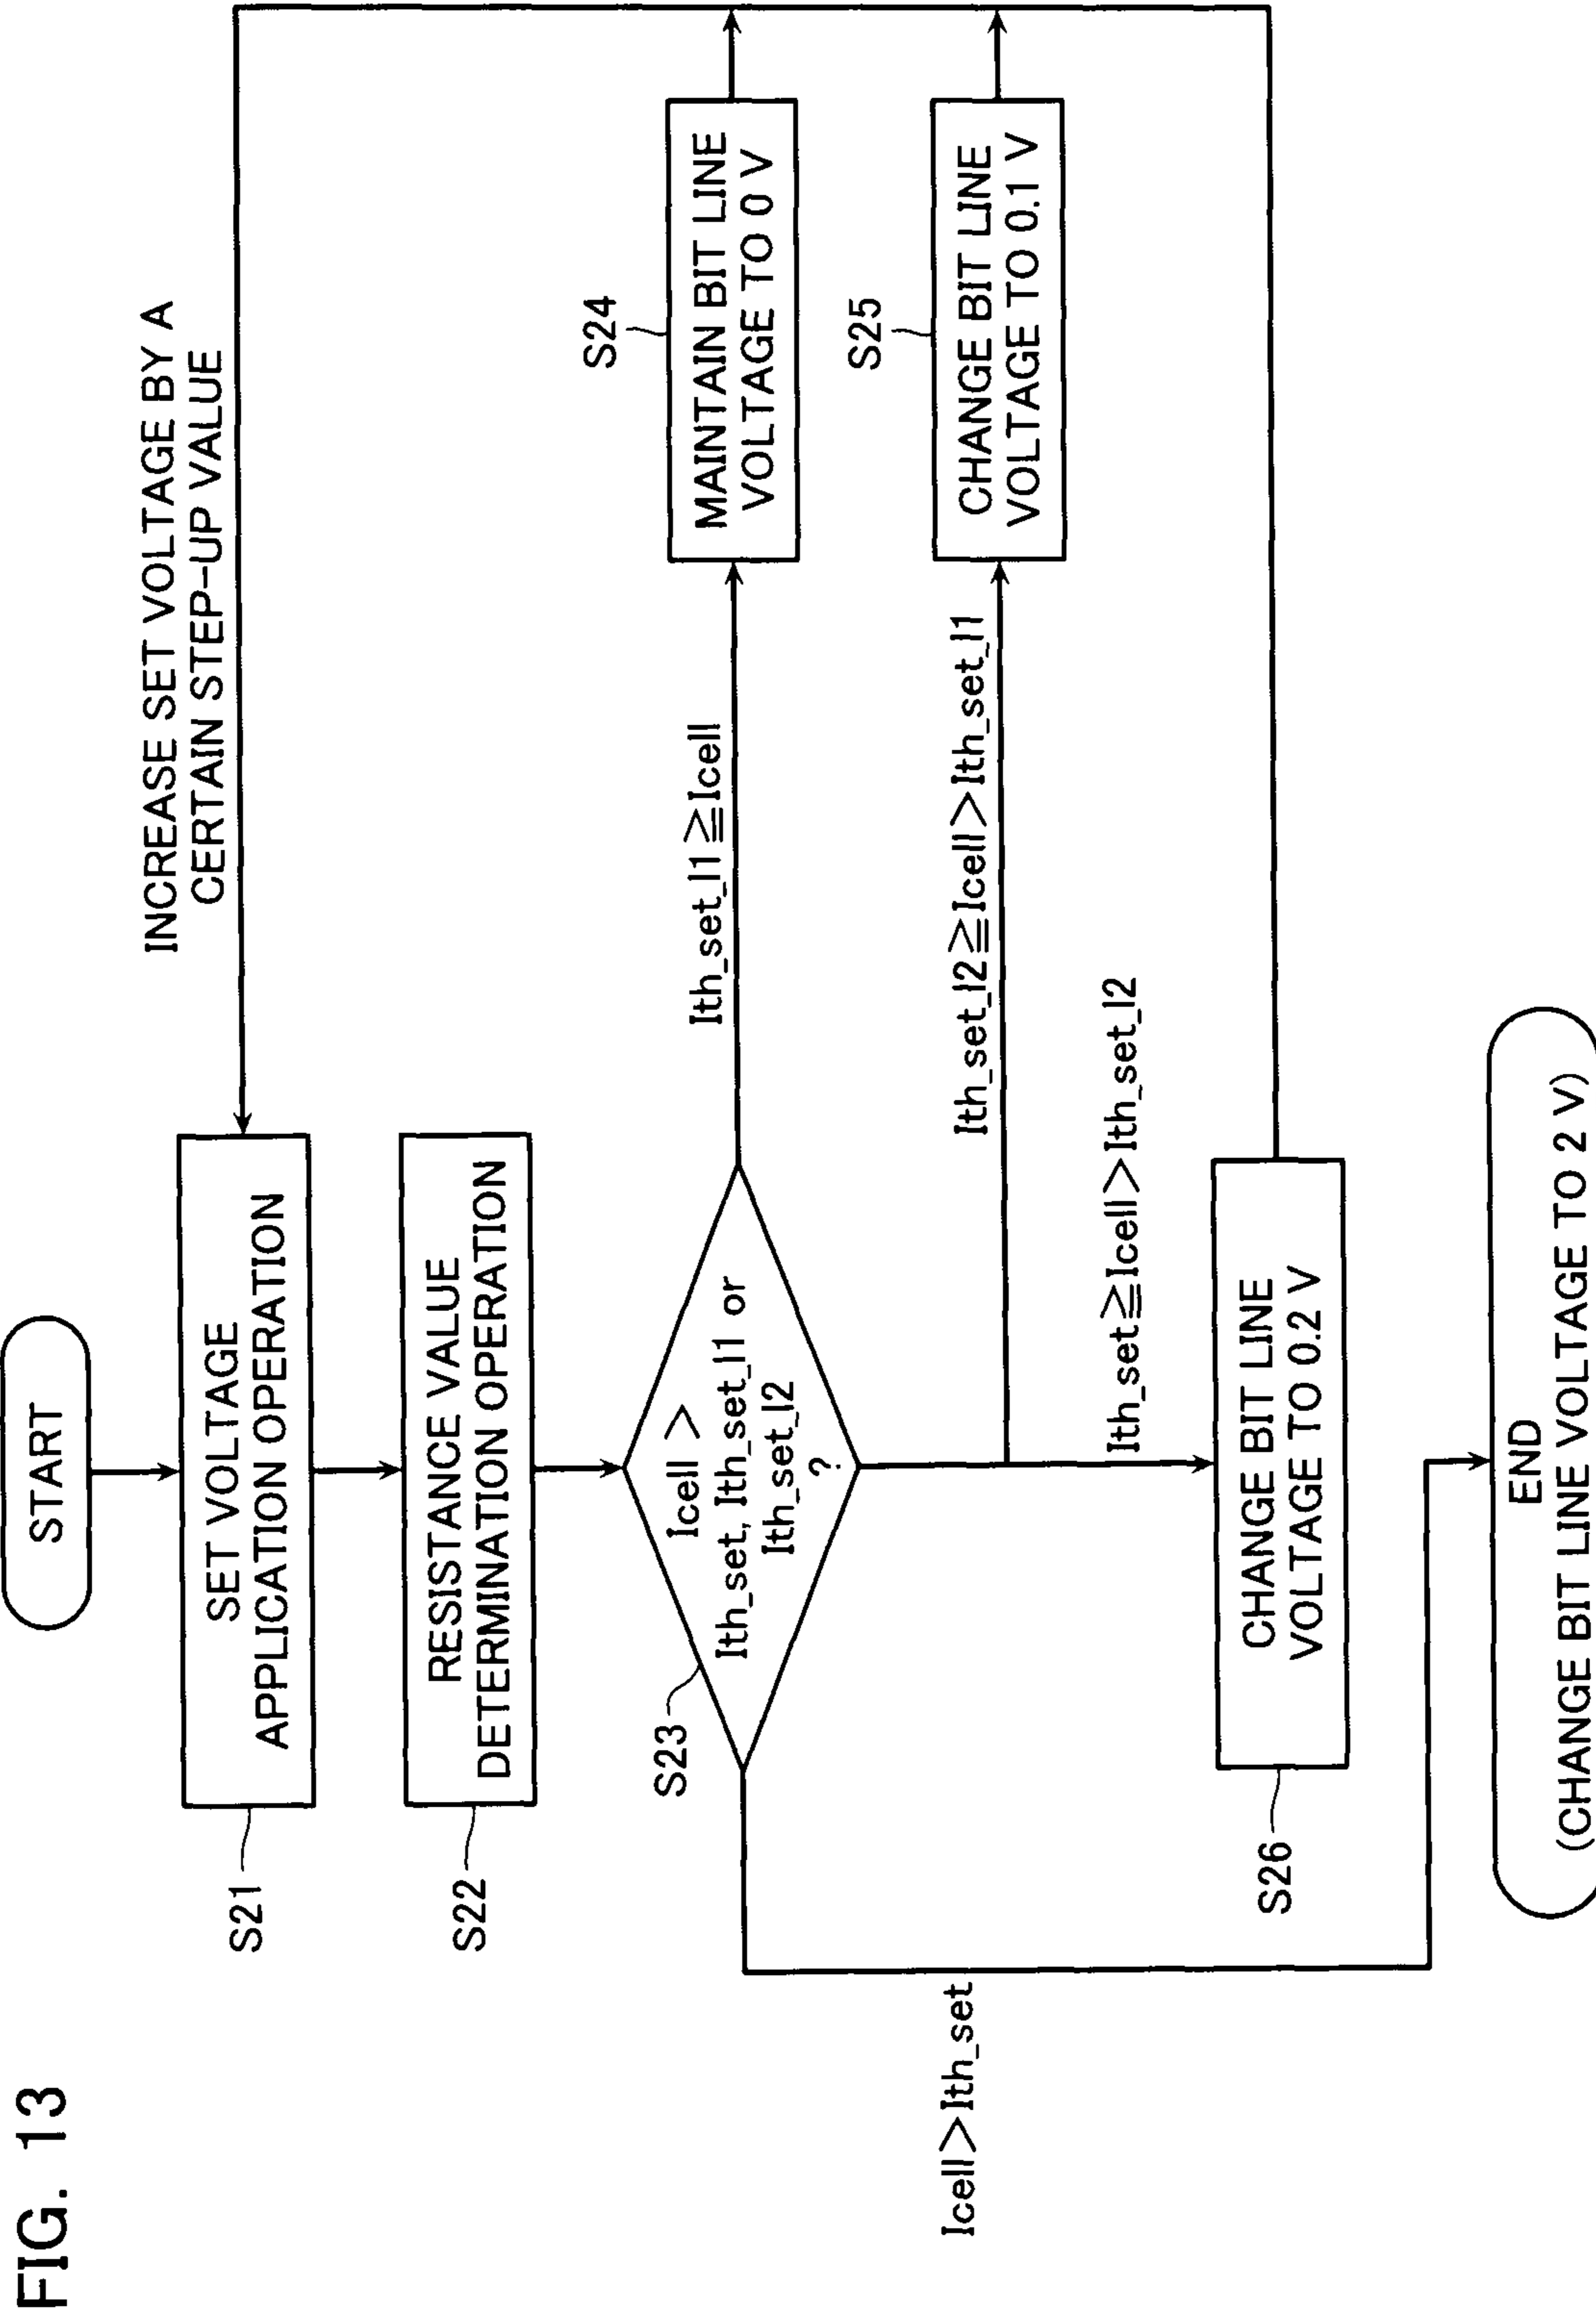 FIG. 13
START
INCREASE SET VOLTAGE BY A
CERTAIN STEP-UP VALUE
S21
SET VOLTAGE
APPLICATION OPERATION
S22
RESISTANCE VALUE
DETERMINATION OPERATION
S23
Icell >
Ith_set, Ith_set_l1 or
Ith_set_l2
?
Ith_set_l1≧Icell
S24
MAINTAIN BIT LINE
VOLTAGE TO 0 V
Ith_set_l2≧Icell>Ith_set_l1
S25
CHANGE BIT LINE
VOLTAGE TO 0.1 V
Icell>Ith_set
Ith_set≧Icell>Ith_set_l2
S26
CHANGE BIT LINE
VOLTAGE TO 0.2 V
END
(CHANGE BIT LINE VOLTAGE TO 2 V)